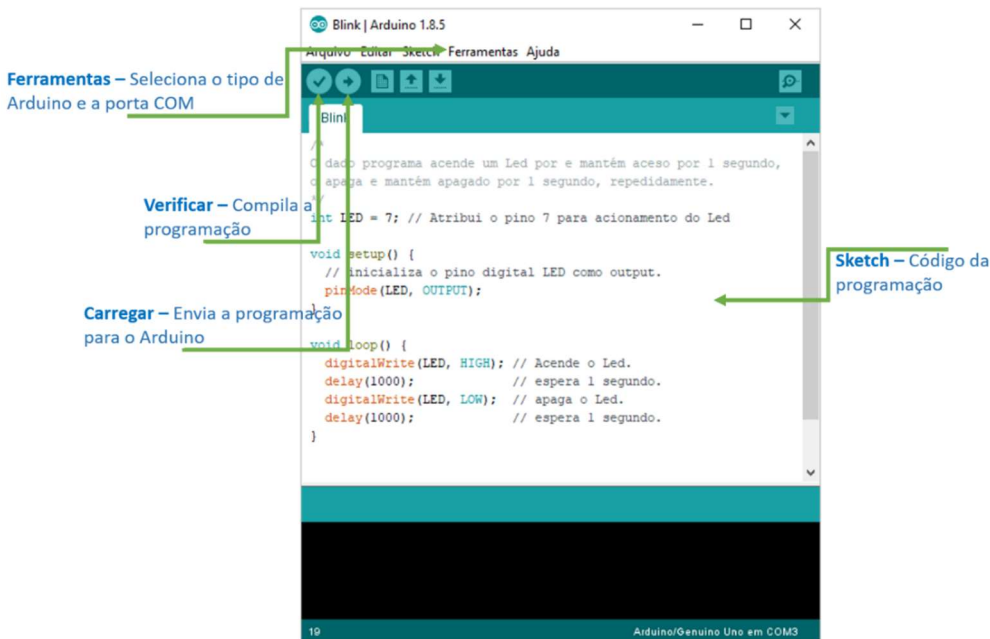 Blink | Arduino 1.8.5
Arquivo Editar Sketch Ferramentas Ajuda
Ferramentas – Seleciona o tipo de
Arduino e a porta COM
Blink
/*
O dado programa acende um Led por e mantém aceso por 1 segundo,
o apaga e mantém apagado por 1 segundo, repedidamente.
*/
int LED = 7; // Atribui o pino 7 para acionamento do Led
Verificar – Compila a
programação
void setup() {
// inicializa o pino digital LED como output.
pinMode(LED, OUTPUT);
}
Sketch – Código da
programação
Carregar – Envia a programação
para o Arduino
void loop() {
digitalWrite(LED, HIGH); // Acende o Led.
delay(1000); // espera 1 segundo.
digitalWrite(LED, LOW); // apaga o Led.
delay(1000); // espera 1 segundo.
}
19
Arduino/Genuino Uno em COM3